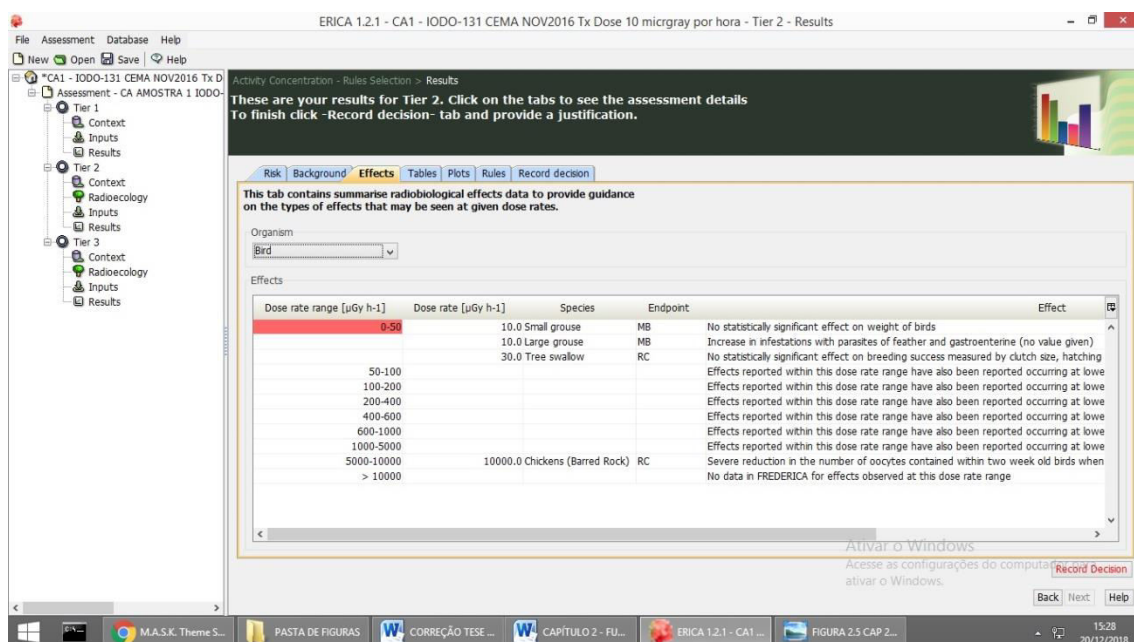 ERICA 1.2.1 - CA1 - IODO-131 CEMA NOV2016 Tx Dose 10 micrgray por hora - Tier 2 - Results
File Assessment Database Help
New Open Save Help
*CA1 - IODO-131 CEMA NOV2016 Tx D
Assessment - CA AMOSTRA 1 IODO-
Tier 1
Context
Inputs
Results
Tier 2
Context
Radioecology
Inputs
Results
Tier 3
Context
Radioecology
Inputs
Results
Activity Concentration - Rules Selection > Results
These are your results for Tier 2. Click on the tabs to see the assessment details
To finish click -Record decision- tab and provide a justification.
Risk Background Effects Tables Plots Rules Record decision
This tab contains summarise radiobiological effects data to provide guidance
on the types of effects that may be seen at given dose rates.
Organism
Bird
Effects
Dose rate range [µGy h-1] Dose rate [µGy h-1] Species Endpoint Effect
0-50 10.0 Small grouse MB No statistically significant effect on weight of birds
10.0 Large grouse MB Increase in infestations with parasites of feather and gastroenterine (no value given)
30.0 Tree swallow RC No statistically significant effect on breeding success measured by clutch size, hatching
50-100 Effects reported within this dose rate range have also been reported occurring at lowe
100-200 Effects reported within this dose rate range have also been reported occurring at lowe
200-400 Effects reported within this dose rate range have also been reported occurring at lowe
400-600 Effects reported within this dose rate range have also been reported occurring at lowe
600-1000 Effects reported within this dose rate range have also been reported occurring at lowe
1000-5000 Effects reported within this dose rate range have also been reported occurring at lowe
5000-10000 10000.0 Chickens (Barred Rock) RC Severe reduction in the number of oocytes contained within two week old birds when
> 10000 No data in FREDERICA for effects observed at this dose rate range
Ativar o Windows
Acesse as configurações do computador
ativar o Windows.
Record Decision
Back Next Help
M.A.S.K. Theme S... PASTA DE FIGURAS CORREÇÃO TESE ... CAPÍTULO 2 - FU... ERICA 1.2.1 - CA1 ... FIGURA 2.5 CAP 2...
15:28
20/12/2018